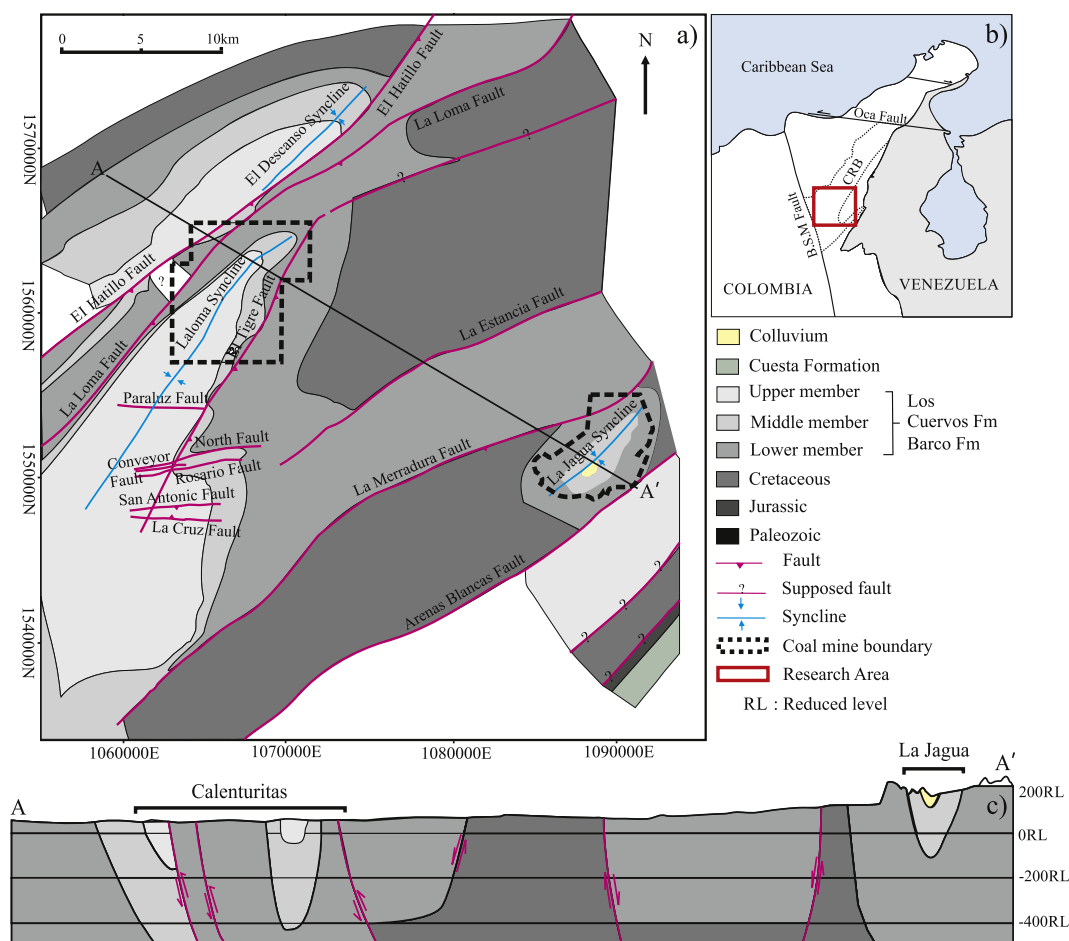 0 5 10km
a)
N
El Hatillo Fault
La Loma Fault
El Descanso Syncline
?
?
A
1570000N
1560000N
1550000N
1540000N
El Hatillo Fault
?
Laloma Syncline
El Tigre Fault
La Loma Fault
La Estancia Fault
Paraluz Fault
North Fault
Conveyor
Fault
Rosario Fault
San Antonic Fault
La Cruz Fault
La Merradura Fault
La Jagua Syncline
A'
Arenas Blancas Fault
?
?
?
?
?
1060000E 1070000E 1080000E 1090000E
b)
Caribbean Sea
Oca Fault
CRB
B.S.M Fault
COLOMBIA
VENEZUELA
Colluvium
Cuesta Formation
Upper member
Middle member
Lower member
Los
Cuervos Fm
Barco Fm
Cretaceous
Jurassic
Paleozoic
Fault
? Supposed fault
Syncline
Coal mine boundary
Research Area
RL : Reduced level
A
Calenturitas
La Jagua
A'
c)
200RL
0RL
-200RL
-400RL